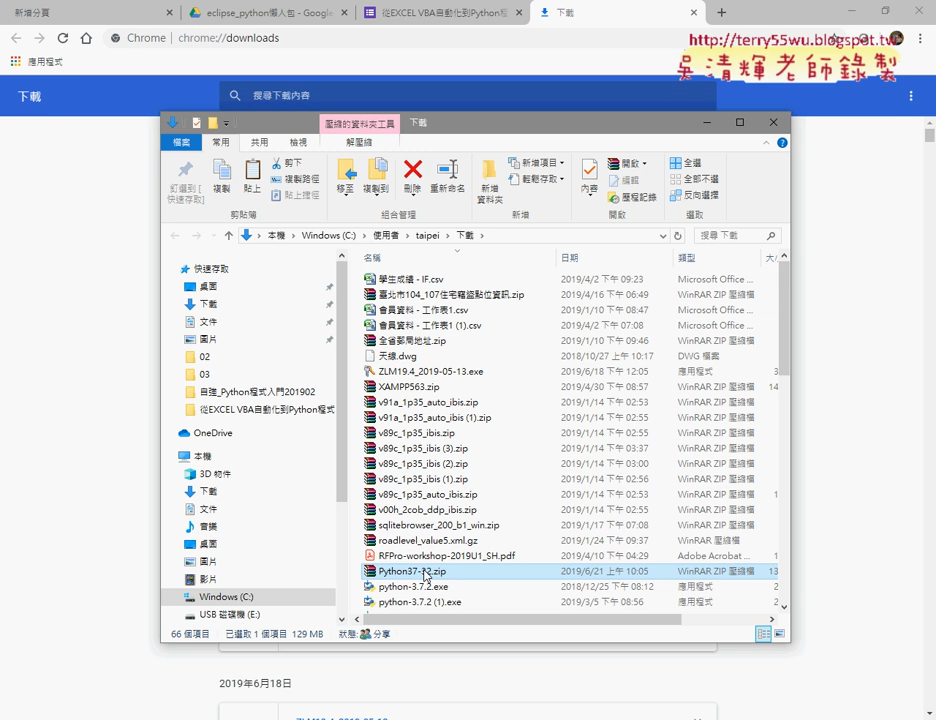 新增分頁
eclipse_python懶人包 - Google
從EXCEL VBA自動化到Python程
下載
Chrome | chrome://downloads
http://terry55wu.blogspot.tw
吳清輝老師錄製
應用程式
下載
搜尋下載內容
壓縮的資料夾工具
下載
檔案
常用
共用
檢視
解壓縮
釘選到 [
快速存取]
複製
貼上
剪下
複製路徑
貼上捷徑
剪貼簿
移至
複製到
刪除
重新命名
組合管理
新增
資料夾
新增項目
輕鬆存取
新增
內容
開啟
編輯
歷程記錄
開啟
全選
全部不選
反向選擇
選取
本機 > Windows (C:) > 使用者 > taipei > 下載 >
搜尋 下載
名稱 日期 類型 大
快速存取
桌面
下載
文件
圖片
02
03
自強_Python程式入門201902
從EXCEL VBA自動化到Python程式
OneDrive
本機
3D 物件
下載
文件
音樂
桌面
圖片
影片
Windows (C:)
USB 磁碟機 (E:)
學生成績 - IF.csv 2019/4/2 下午 09:23 Microsoft Office ...
臺北市104_107住宅竊盜點位資訊.zip 2019/4/16 下午 06:49 WinRAR ZIP 壓縮檔
會員資料 - 工作表1.csv 2019/1/10 下午 08:47 Microsoft Office ...
會員資料 - 工作表1 (1).csv 2019/4/2 下午 07:08 Microsoft Office ...
全省郵局地址.zip 2019/1/10 下午 09:46 WinRAR ZIP 壓縮檔
天線.dwg 2018/10/27 上午 10:17 DWG 檔案
ZLM19.4_2019-05-13.exe 2019/6/18 下午 12:05 應用程式 3
XAMPP563.zip 2019/4/30 下午 08:57 WinRAR ZIP 壓縮檔 14
v91a_1p35_auto_ibis.zip 2019/1/14 下午 02:53 WinRAR ZIP 壓縮檔
v91a_1p35_auto_ibis (1).zip 2019/1/14 下午 02:55 WinRAR ZIP 壓縮檔
v89c_1p35_ibis.zip 2019/1/14 下午 02:55 WinRAR ZIP 壓縮檔
v89c_1p35_ibis (3).zip 2019/1/14 下午 03:37 WinRAR ZIP 壓縮檔
v89c_1p35_ibis (2).zip 2019/1/14 下午 03:00 WinRAR ZIP 壓縮檔
v89c_1p35_ibis (1).zip 2019/1/14 下午 02:56 WinRAR ZIP 壓縮檔
v89c_1p35_auto_ibis.zip 2019/1/14 下午 02:53 WinRAR ZIP 壓縮檔 1
v00h_2cob_ddp_ibis.zip 2019/1/14 下午 02:55 WinRAR ZIP 壓縮檔
sqlitebrowser_200_b1_win.zip 2019/1/17 下午 07:08 WinRAR ZIP 壓縮檔 1
roadlevel_value5.xml.gz 2019/1/24 下午 09:37 WinRAR 壓縮檔
RFPro-workshop-2019U1_SH.pdf 2019/4/10 下午 04:29 Adobe Acrobat ... 1
Python37-32.zip 2019/6/21 上午 10:05 WinRAR ZIP 壓縮檔 13
python-3.7.2.exe 2018/12/25 下午 08:12 應用程式 2
python-3.7.2 (1).exe 2019/3/5 下午 08:56 應用程式 2
66 個項目 已選取 1 個項目 129 MB 狀態: 分享
2019年6月18日